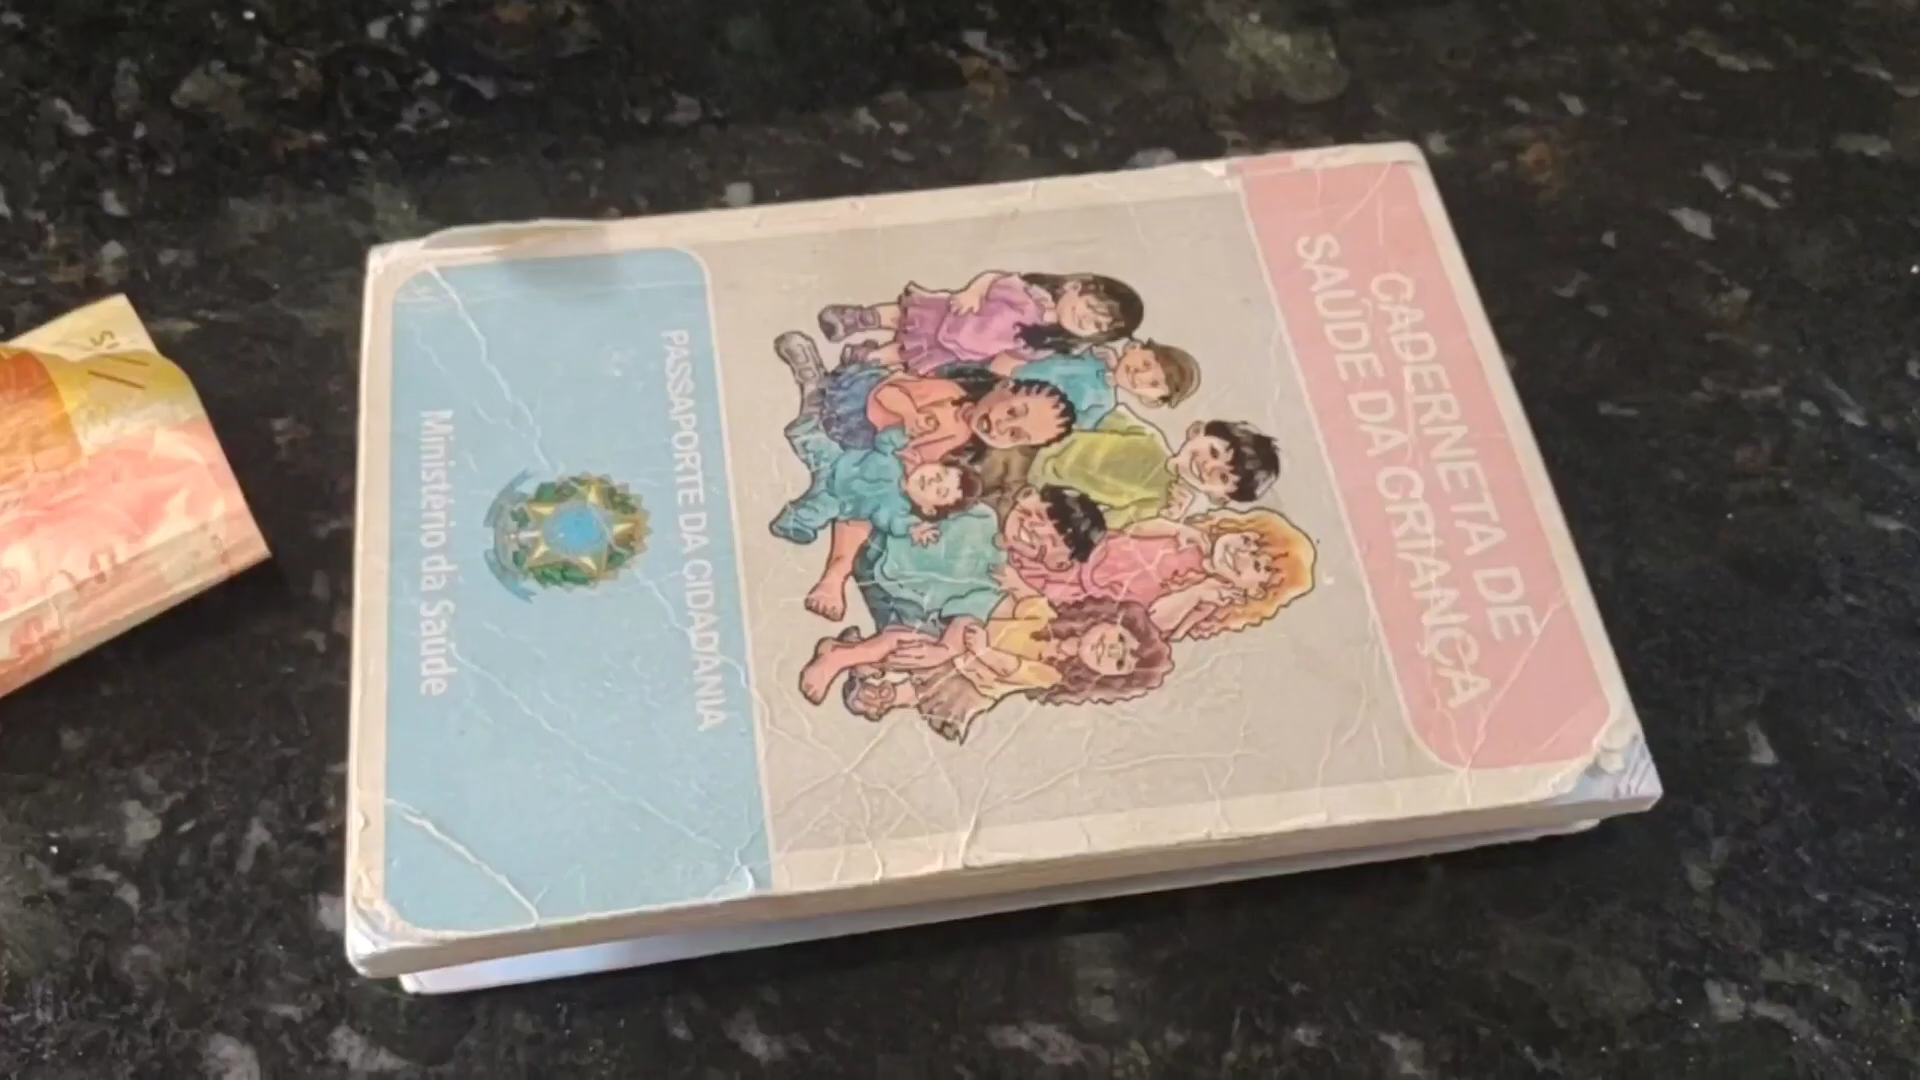 CADERNETA DE
SAÚDE DA CRIANÇA
PASSAPORTE DA CIDADANIA
Ministério da Saúde